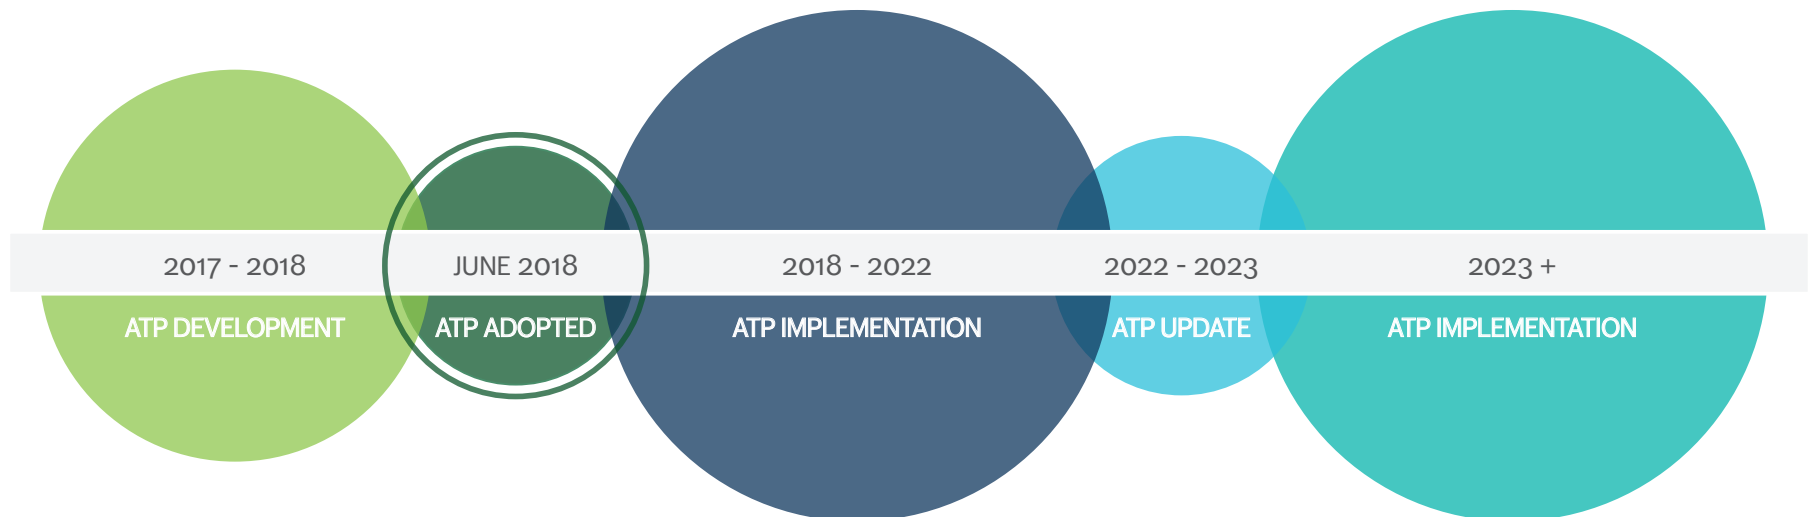 2017 - 2018
JUNE 2018
2018 - 2022
2022 - 2023
2023 +
ATP DEVELOPMENT
ATP ADOPTED
ATP IMPLEMENTATION
ATP UPDATE
ATP IMPLEMENTATION